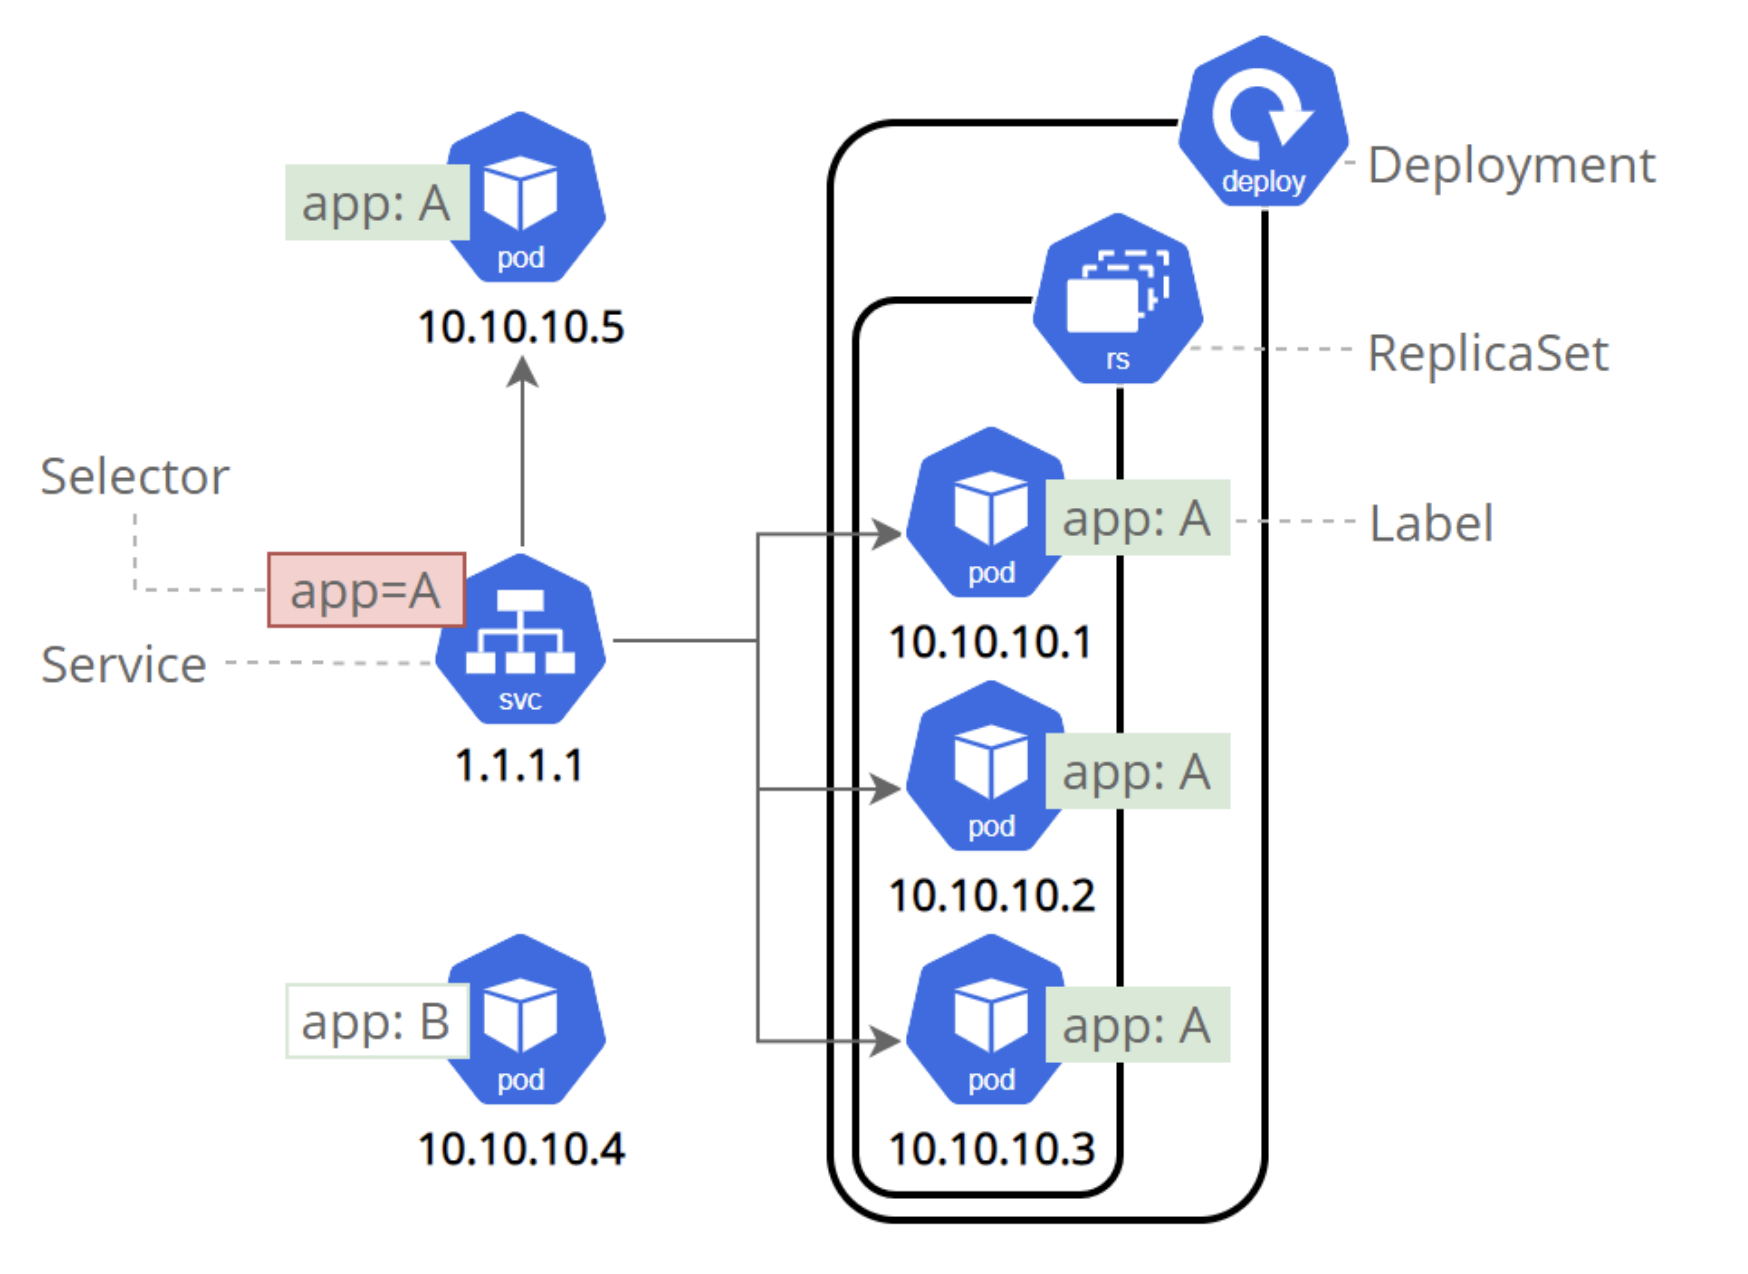 deploy
Deployment
app: A
pod
10.10.10.5
rs
ReplicaSet
Selector
app=A
Service
svc
1.1.1.1
pod
app: A
Label
10.10.10.1
pod
app: A
10.10.10.2
app: B
pod
10.10.10.4
pod
app: A
10.10.10.3